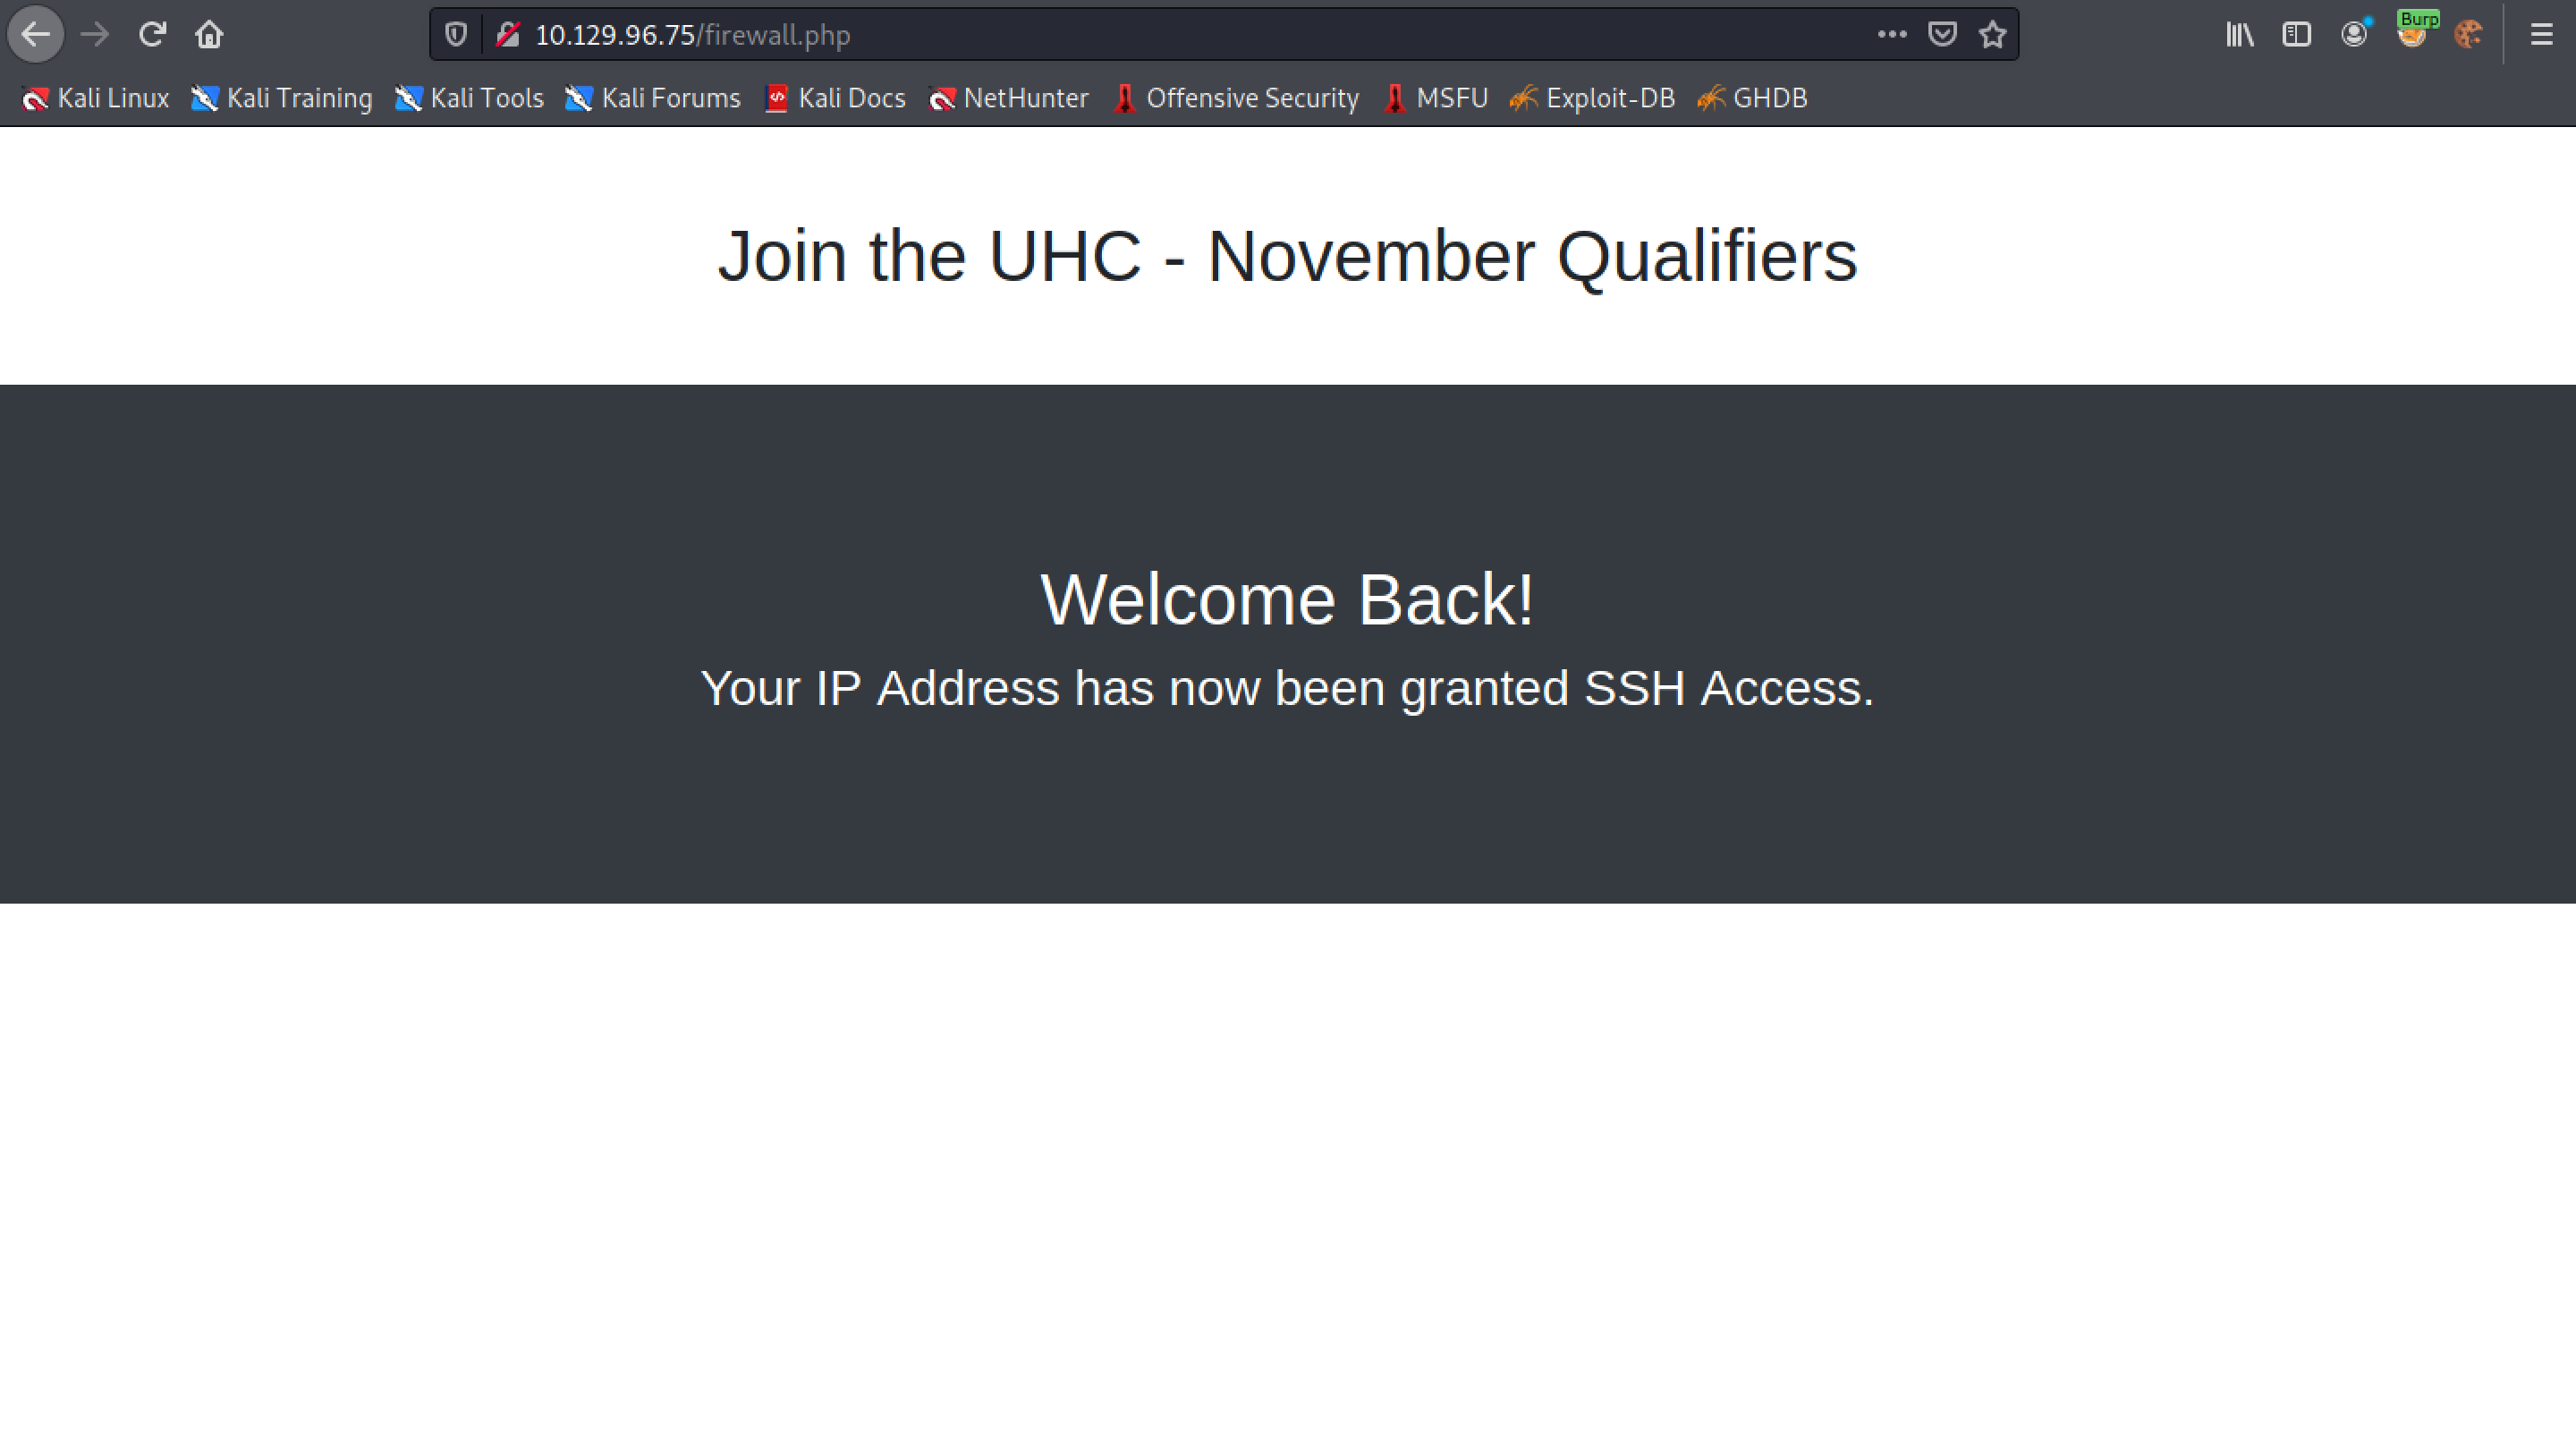 Burp
10.129.96.75/firewall.php
Kali Linux Kali Training Kali Tools Kali Forums Kali Docs NetHunter Offensive Security MSFU Exploit-DB GHDB
Join the UHC - November Qualifiers
Welcome Back!
Your IP Address has now been granted SSH Access.